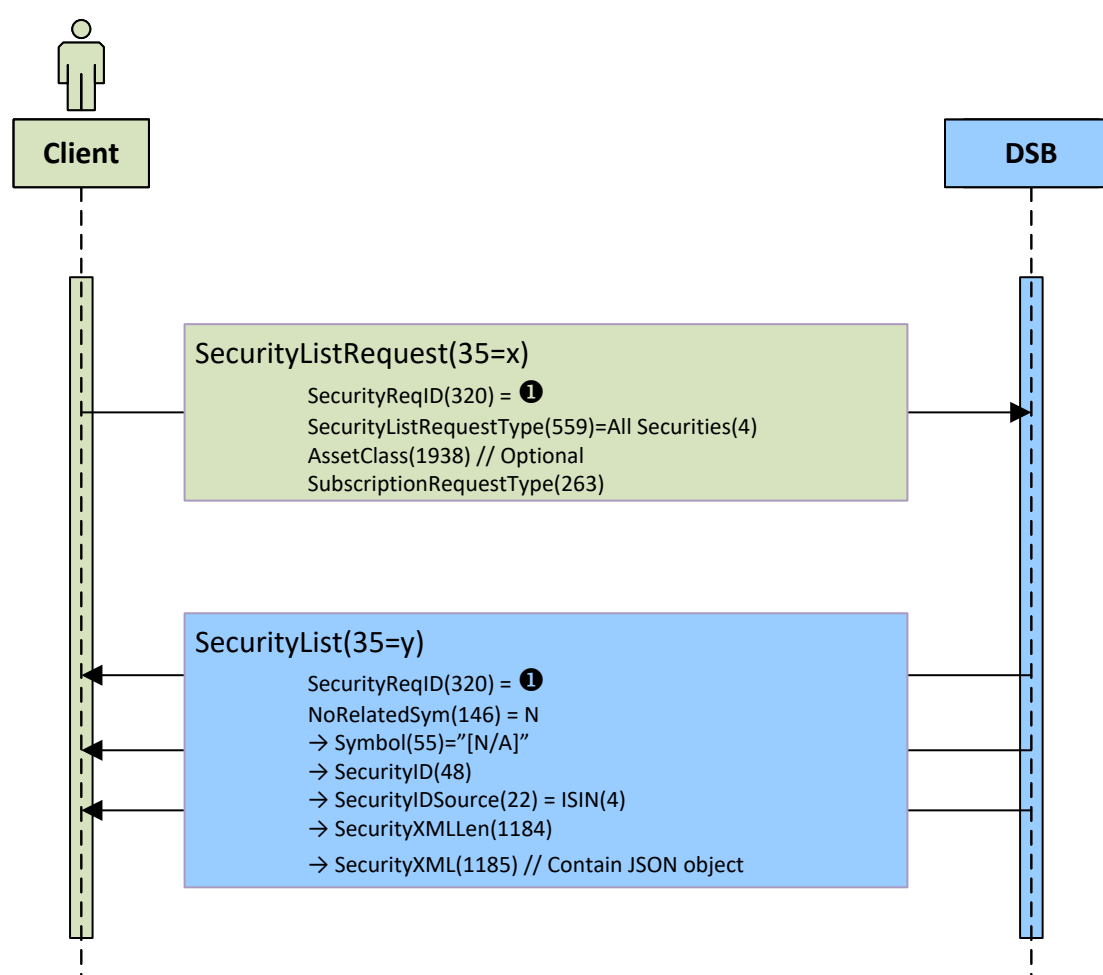 Client
DSB
SecurityListRequest(35=x)
SecurityReqID(320) = ❶
SecurityListRequestType(559)=All Securities(4)
AssetClass(1938) // Optional
SubscriptionRequestType(263)
SecurityList(35=y)
SecurityReqID(320) = ❶
NoRelatedSym(146) = N
→ Symbol(55)=”[N/A]”
→ SecurityID(48)
→ SecurityIDSource(22) = ISIN(4)
→ SecurityXMLLen(1184)
→ SecurityXML(1185) // Contain JSON object